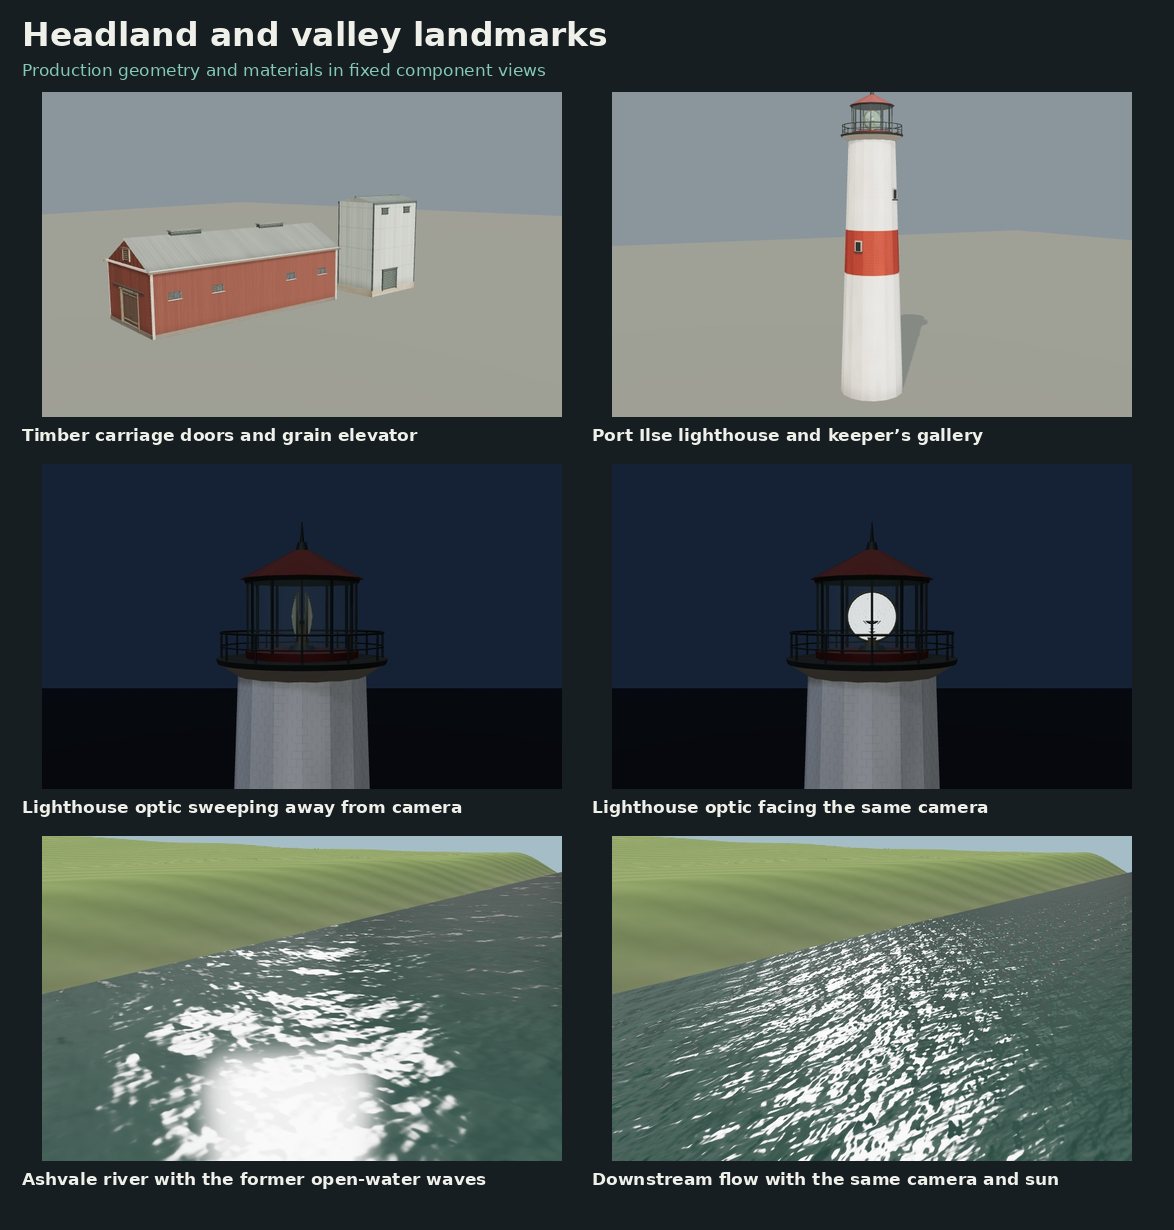 Headland and valley landmarks
Production geometry and materials in fixed component views
Timber carriage doors and grain elevator
Port Ilse lighthouse and keeper’s gallery
Lighthouse optic sweeping away from camera
Lighthouse optic facing the same camera
Ashvale river with the former open-water waves
Downstream flow with the same camera and sun